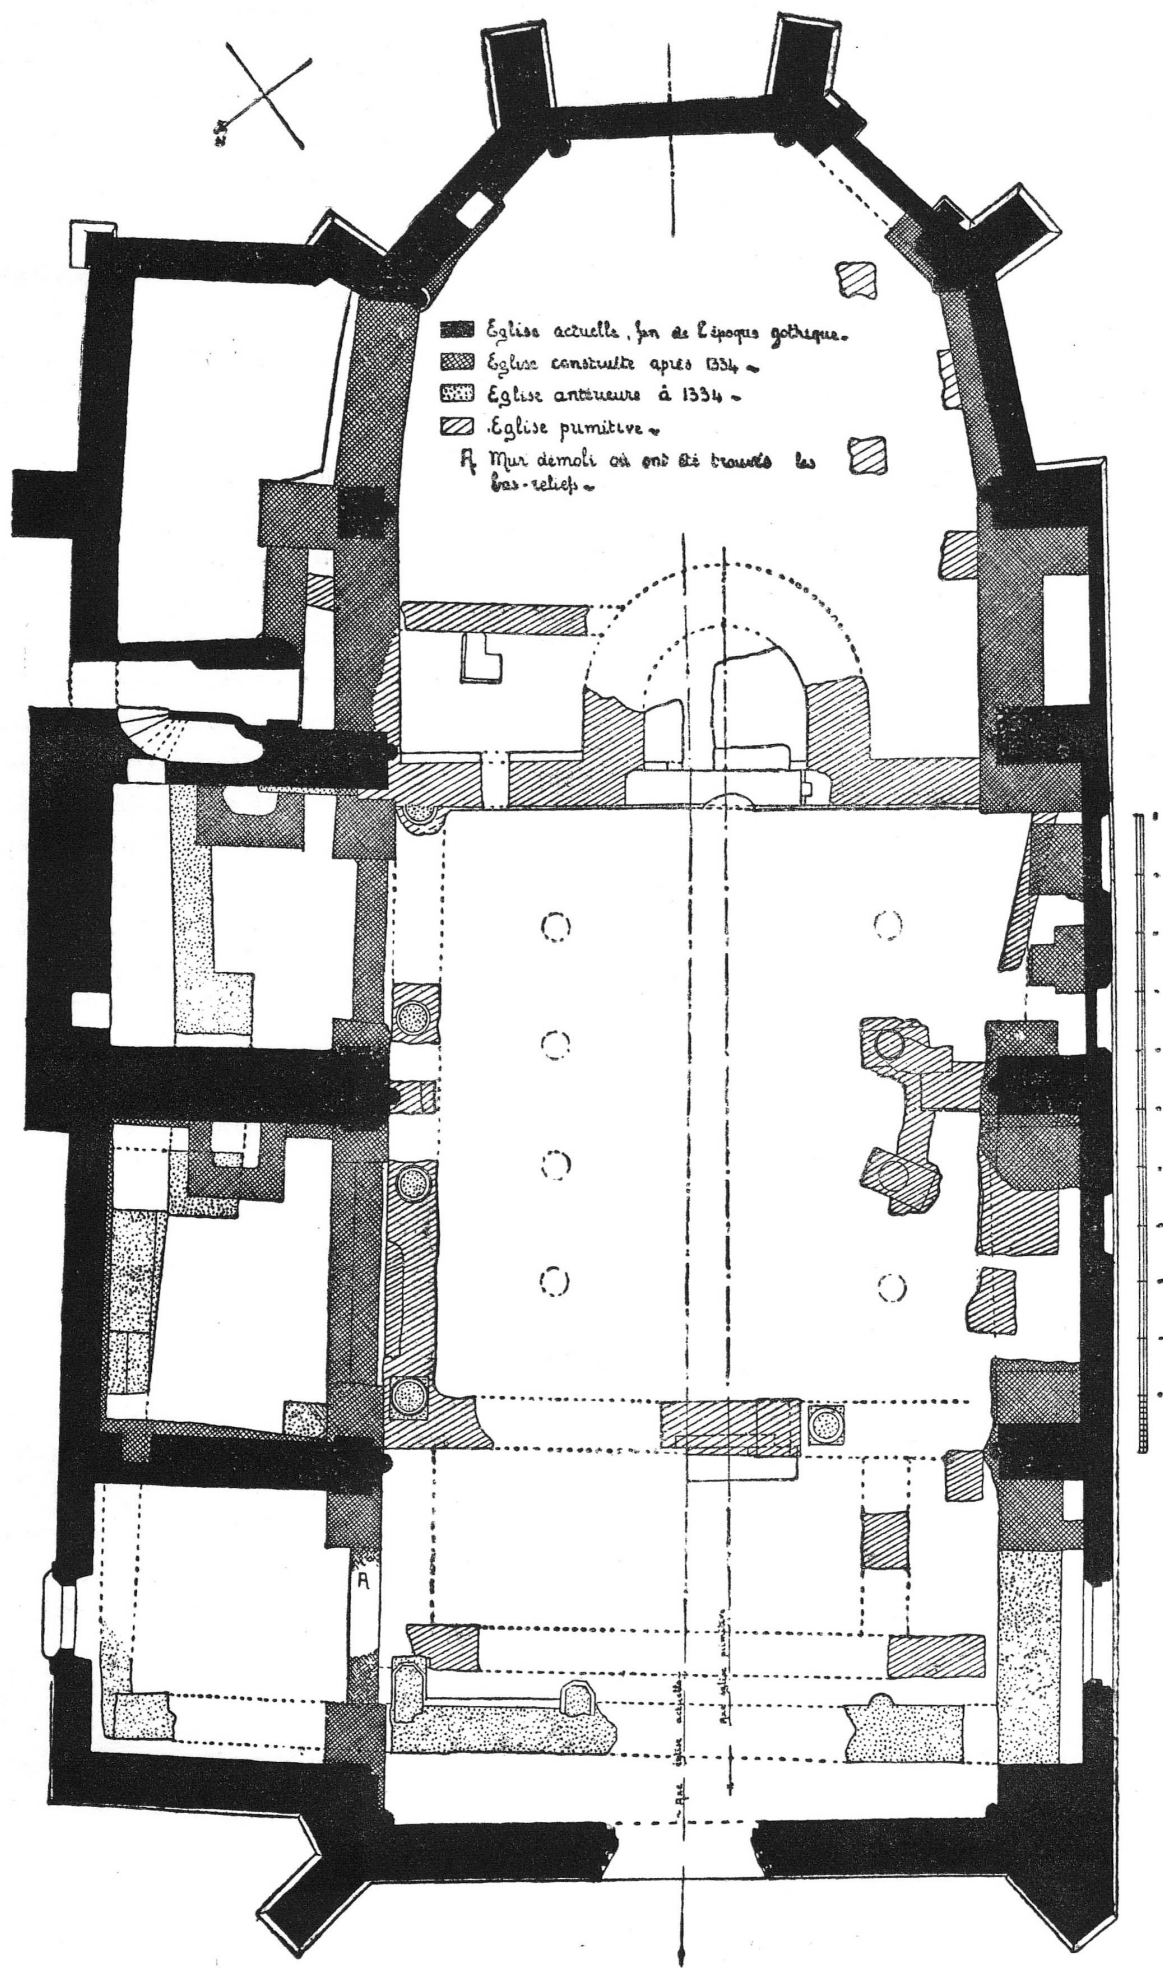 Eglise actuelle, fin de l'époque gothique.
Eglise construite après 1334
Eglise antérieure à 1334
Eglise primitive
A Mur démoli où ont été trouvés les
bas-reliefs
A
Axe église actuelle
Axe église primitive